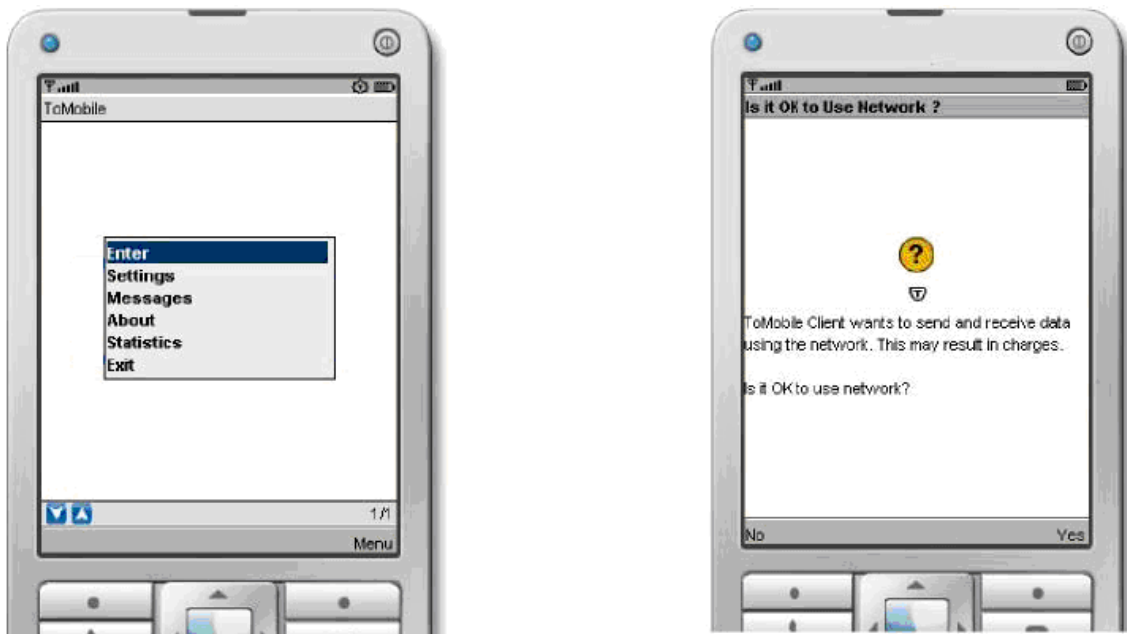 ToMobile
Enter
Settings
Messages
About
Statistics
Exit
1/1
Menu
Is it OK to Use Network ?
ToMobile Client wants to send and receive data
using the network. This may result in charges.
Is it OK to use network?
No
Yes